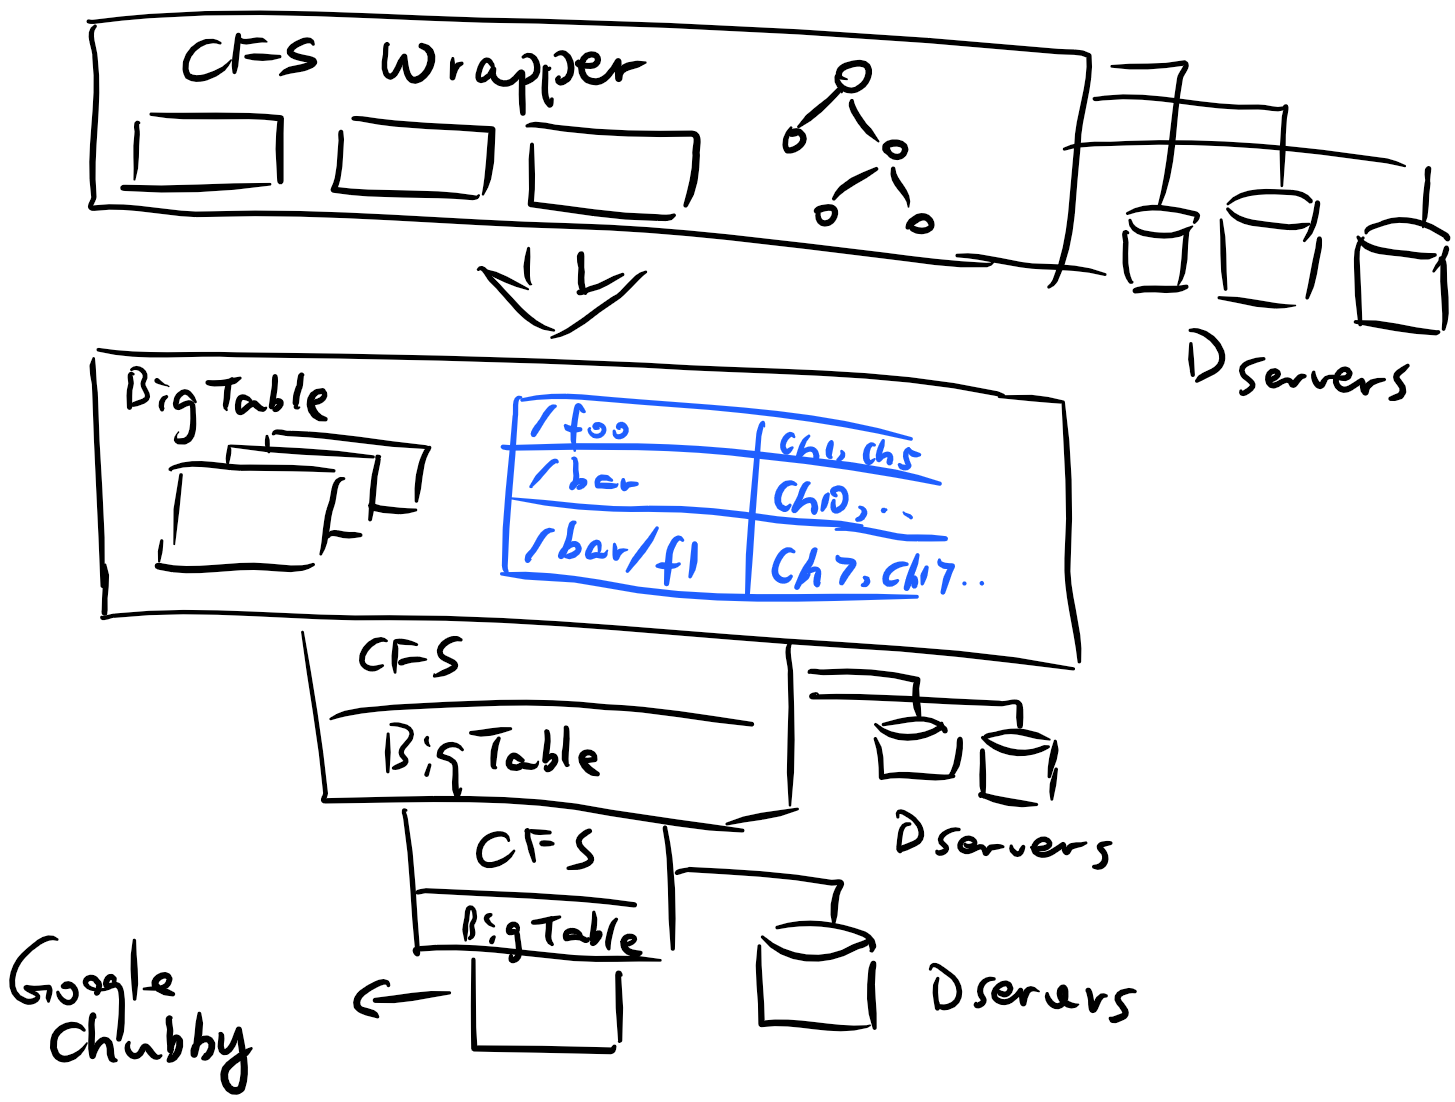 CFS Wrapper
D servers
BigTable
/foo ch1, ch5
/bar ch10, ..
/bar/f1 ch7, ch17..
CFS
BigTable
D servers
CFS
BigTable
D servers
Google
Chubby